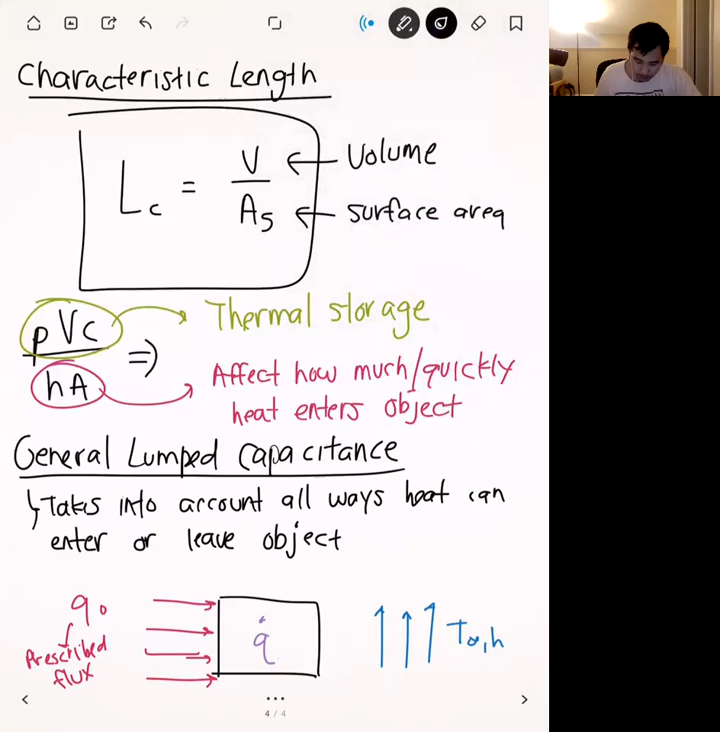 Characteristic Length
Lc = V/As ← Volume
← surface area
ρVc/hA ⇒ Thermal storage
Affect how much/quickly
heat enters object
General Lumped Capacitance
↳ Takes into account all ways heat can
enter or leave object
q0
Prescribed
flux
q̇
T∞,h
4 / 4